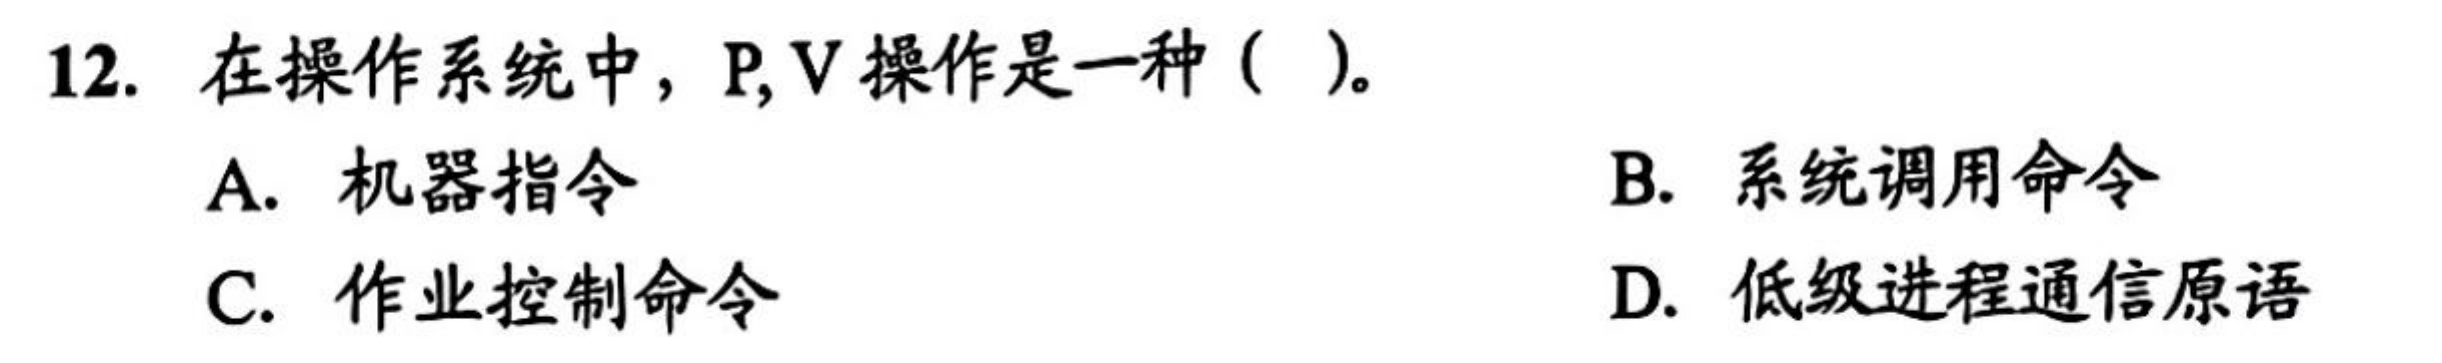 12. 在操作系统中，P, V 操作是一种（ ）。
A. 机器指令 B. 系统调用命令
C. 作业控制命令 D. 低级进程通信原语